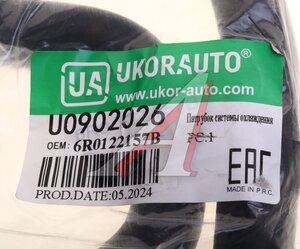 UA UKORAUTO®
www.ukor-auto.com
U0902026
Патрубок системы охлаждения
OEM: 6R0122157B
PC:1
EAC
PROD.DATE:05.2024
MADE IN P.R.C.